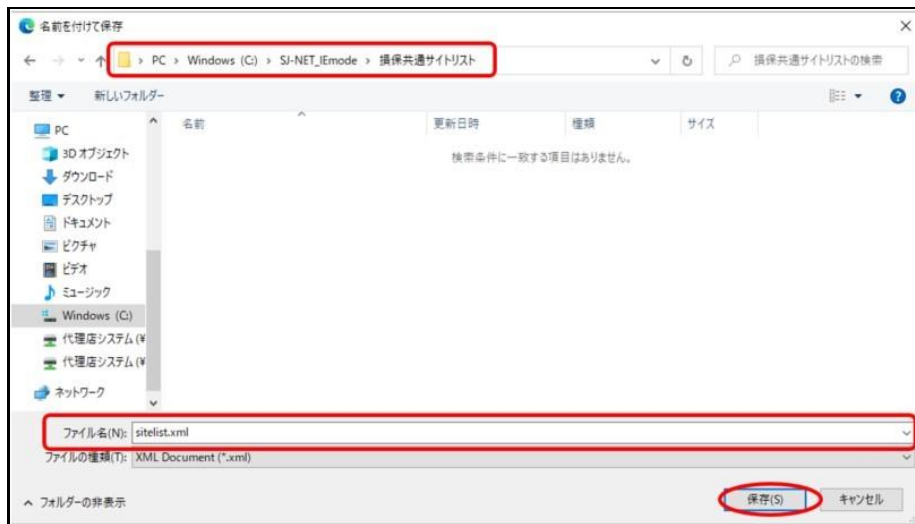 名前を付けて保存
PC > Windows (C:) > SJ-NET_IEmode > 損保共通サイトリスト
損保共通サイトリストの検索
整理 新しいフォルダー
名前 更新日時 種類 サイズ
検索条件に一致する項目はありません。
PC
3D オブジェクト
ダウンロード
デスクトップ
ドキュメント
ピクチャ
ビデオ
ミュージック
Windows (C:)
代理店システム (¥
代理店システム (¥
ネットワーク
ファイル名(N): sitelist.xml
ファイルの種類(T): XML Document (*.xml)
フォルダーの非表示 保存(S) キャンセル